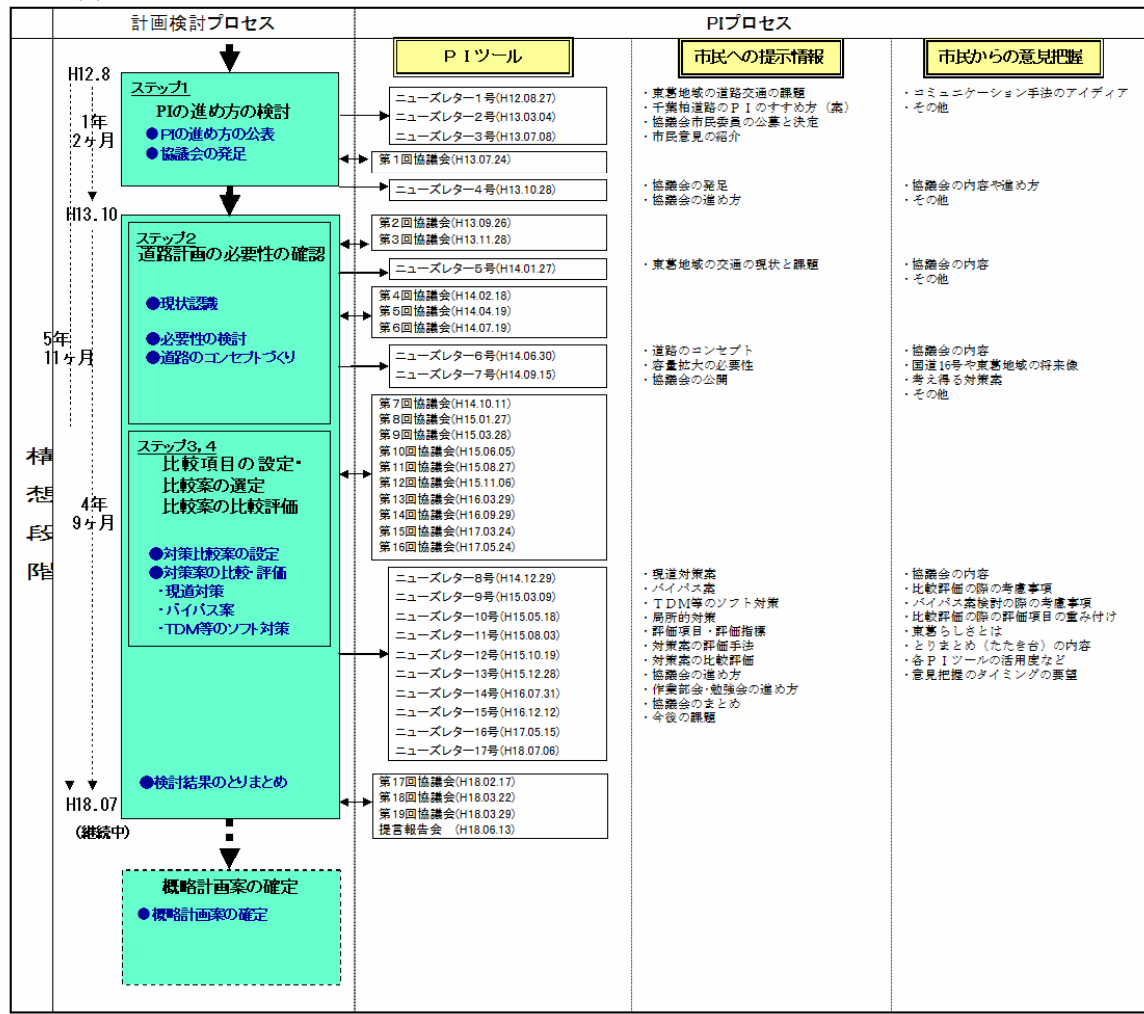 計画検討プロセス
PIプロセス
ＰＩツール
市民への提示情報
市民からの意見把握
構想段階
H12.8
1年
2ヶ月
H13.10
5年
11ヶ月
4年
9ヶ月
H18.07
(継続中)
ステップ1
PIの進め方の検討
●PIの進め方の公表
●協議会の発足
ニューズレター1号(H12.08.27)
ニューズレター2号(H13.03.04)
ニューズレター3号(H13.07.08)
・東葛地域の道路交通の課題
・千葉柏道路のＰＩのすすめ方（案）
・協議会市民委員の公募と決定
・市民意見の紹介
・コミュニケーション手法のアイディア
・その他
第1回協議会(H13.07.24)
ニューズレター4号(H13.10.28)
・協議会の発足
・協議会の進め方
・協議会の内容や進め方
・その他
ステップ2
道路計画の必要性の確認
●現状認識
●必要性の検討
●道路のコンセプトづくり
第2回協議会(H13.09.26)
第3回協議会(H13.11.28)
ニューズレター5号(H14.01.27)
・東葛地域の交通の現状と課題
・協議会の内容
・その他
第4回協議会(H14.02.18)
第5回協議会(H14.04.19)
第6回協議会(H14.07.19)
ニューズレター6号(H14.06.30)
ニューズレター7号(H14.09.15)
・道路のコンセプト
・容量拡大の必要性
・協議会の公開
・協議会の内容
・国道16号や東葛地域の将来像
・考え得る対策案
・その他
ステップ3,4
比較項目の設定・
比較案の選定
比較案の比較評価
●対策比較案の設定
●対策案の比較・評価
・現道対策
・バイパス案
・TDM等のソフト対策
第7回協議会(H14.10.11)
第8回協議会(H15.01.27)
第9回協議会(H15.03.28)
第10回協議会(H15.06.05)
第11回協議会(H15.08.27)
第12回協議会(H15.11.06)
第13回協議会(H16.03.29)
第14回協議会(H16.09.29)
第15回協議会(H17.03.24)
第16回協議会(H17.05.24)
ニューズレター8号(H14.12.29)
ニューズレター9号(H15.03.09)
ニューズレター10号(H15.05.18)
ニューズレター11号(H15.08.03)
ニューズレター12号(H15.10.19)
ニューズレター13号(H15.12.28)
ニューズレター14号(H16.07.31)
ニューズレター15号(H16.12.12)
ニューズレター16号(H17.05.15)
ニューズレター17号(H18.07.06)
・現道対策案
・バイパス案
・ＴＤＭ等のソフト対策
・局所的対策
・評価項目・評価指標
・対策案の評価手法
・対策案の比較評価
・協議会の進め方
・作業部会・勉強会の進め方
・協議会のまとめ
・今後の課題
・協議会の内容
・比較評価の際の考慮事項
・バイパス案検討の際の考慮事項
・比較評価の際の評価項目の重み付け
・東葛らしさとは
・とりまとめ（たたき台）の内容
・各ＰＩツールの活用度など
・意見把握のタイミングの要望
●検討結果のとりまとめ
第17回協議会(H18.02.17)
第18回協議会(H18.03.22)
第19回協議会(H18.03.29)
提言報告会 (H18.06.13)
概略計画案の確定
●概略計画案の確定